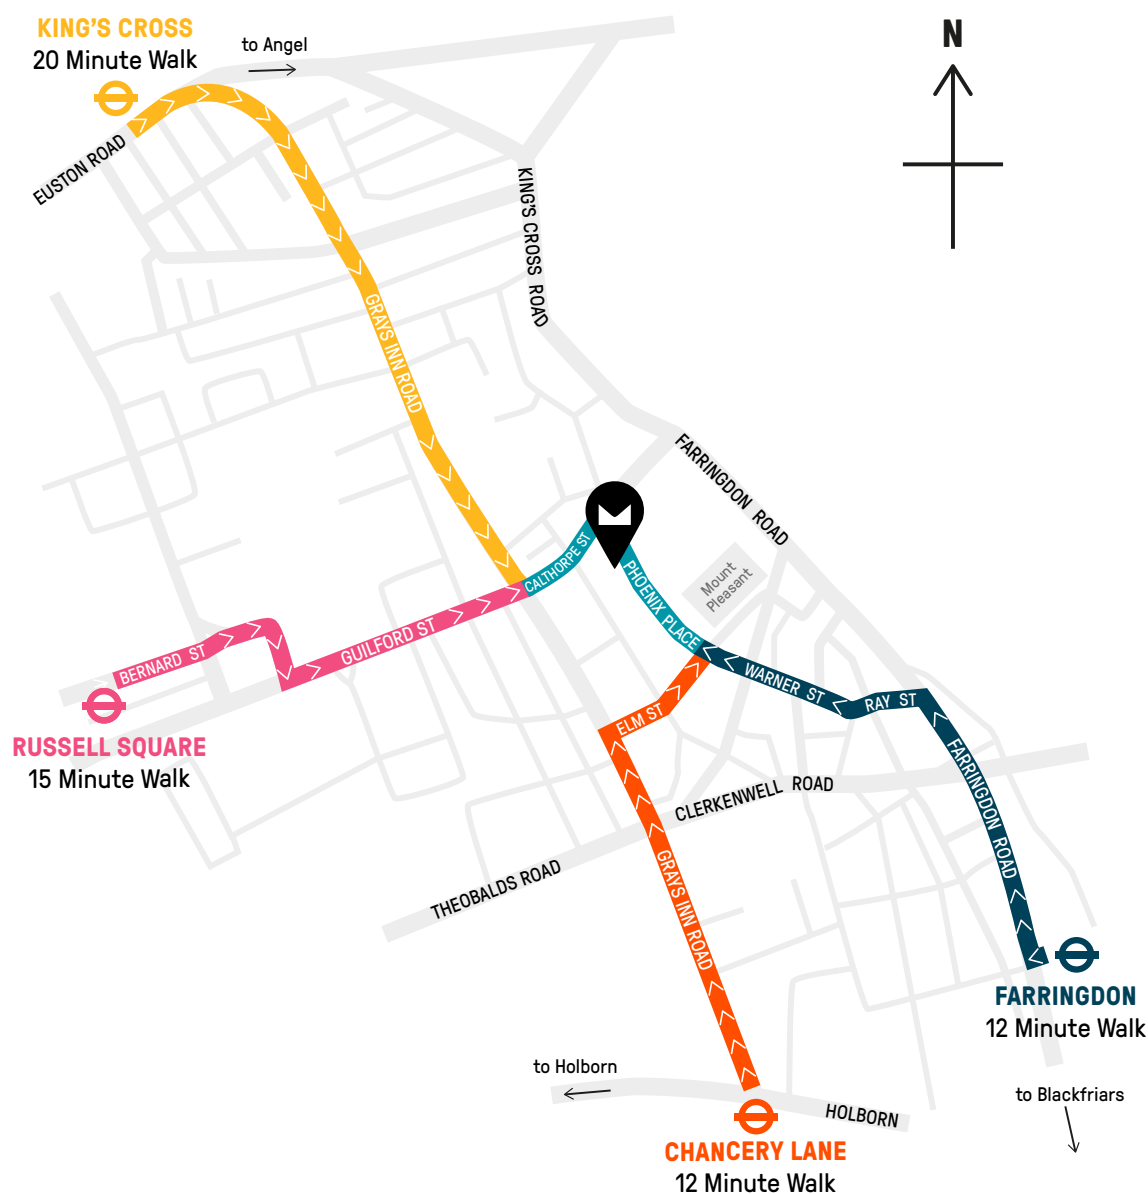 KING'S CROSS
20 Minute Walk
to Angel
N
EUSTON ROAD
KING'S CROSS ROAD
GRAYS INN ROAD
FARRINGDON ROAD
CALTHORPE ST
PHOENIX PLACE
Mount
Pleasant
BERNARD ST
GUILFORD ST
WARNER ST
RAY ST
ELM ST
RUSSELL SQUARE
15 Minute Walk
CLERKENWELL ROAD
FARRINGDON ROAD
THEOBALDS ROAD
GRAYS INN ROAD
FARRINGDON
12 Minute Walk
to Holborn
to Blackfriars
HOLBORN
CHANCERY LANE
12 Minute Walk